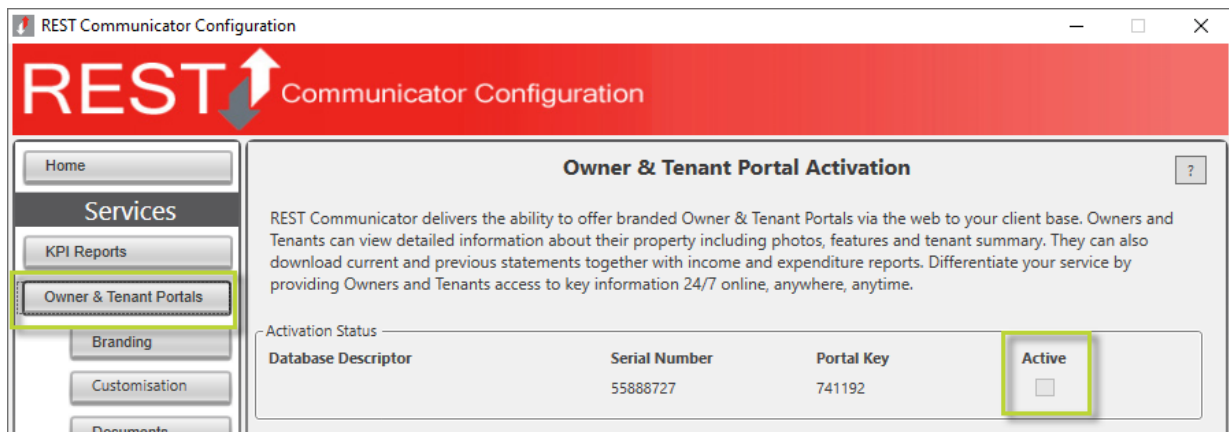 REST Communicator Configuration
REST Communicator Configuration
Home
Services
KPI Reports
Owner & Tenant Portals
Branding
Customisation
Documents
Owner & Tenant Portal Activation
?
REST Communicator delivers the ability to offer branded Owner & Tenant Portals via the web to your client base. Owners and
Tenants can view detailed information about their property including photos, features and tenant summary. They can also
download current and previous statements together with income and expenditure reports. Differentiate your service by
providing Owners and Tenants access to key information 24/7 online, anywhere, anytime.
Activation Status
Database Descriptor Serial Number Portal Key Active
55888727 741192